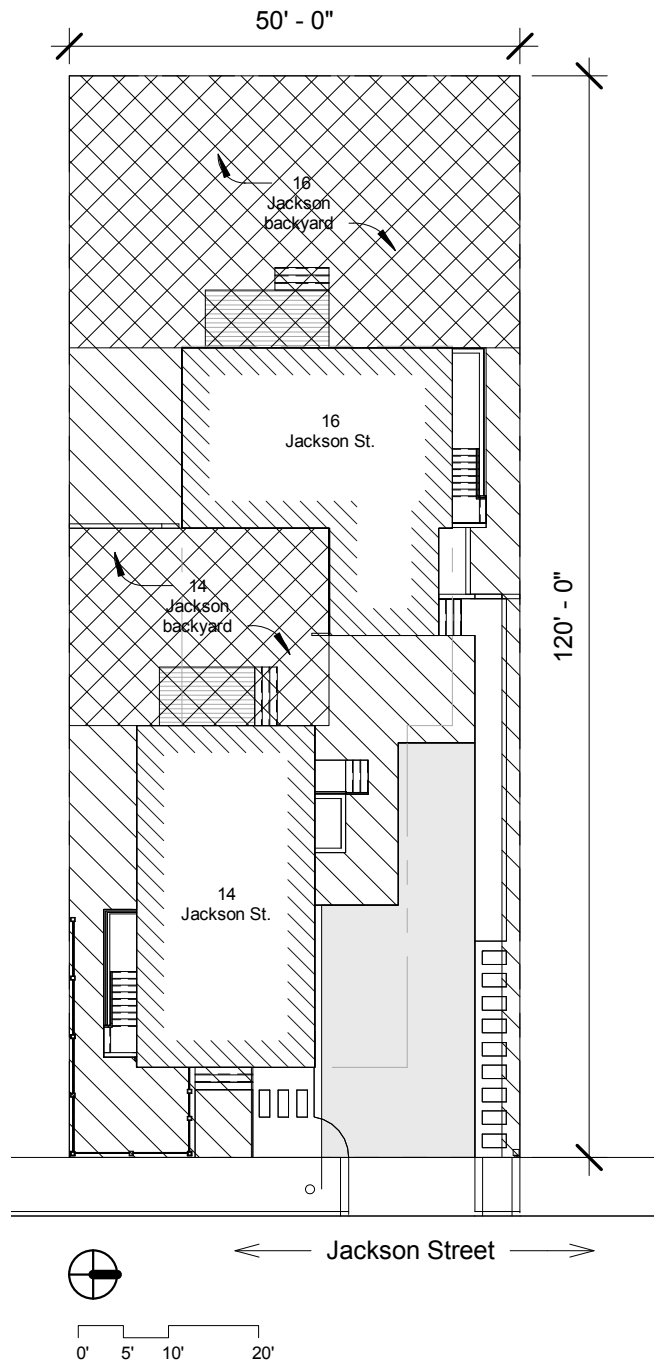 50' - 0"
16
Jackson
backyard
16
Jackson St.
14
Jackson
backyard
120' - 0"
14
Jackson St.
Jackson Street
0' 5' 10' 20'